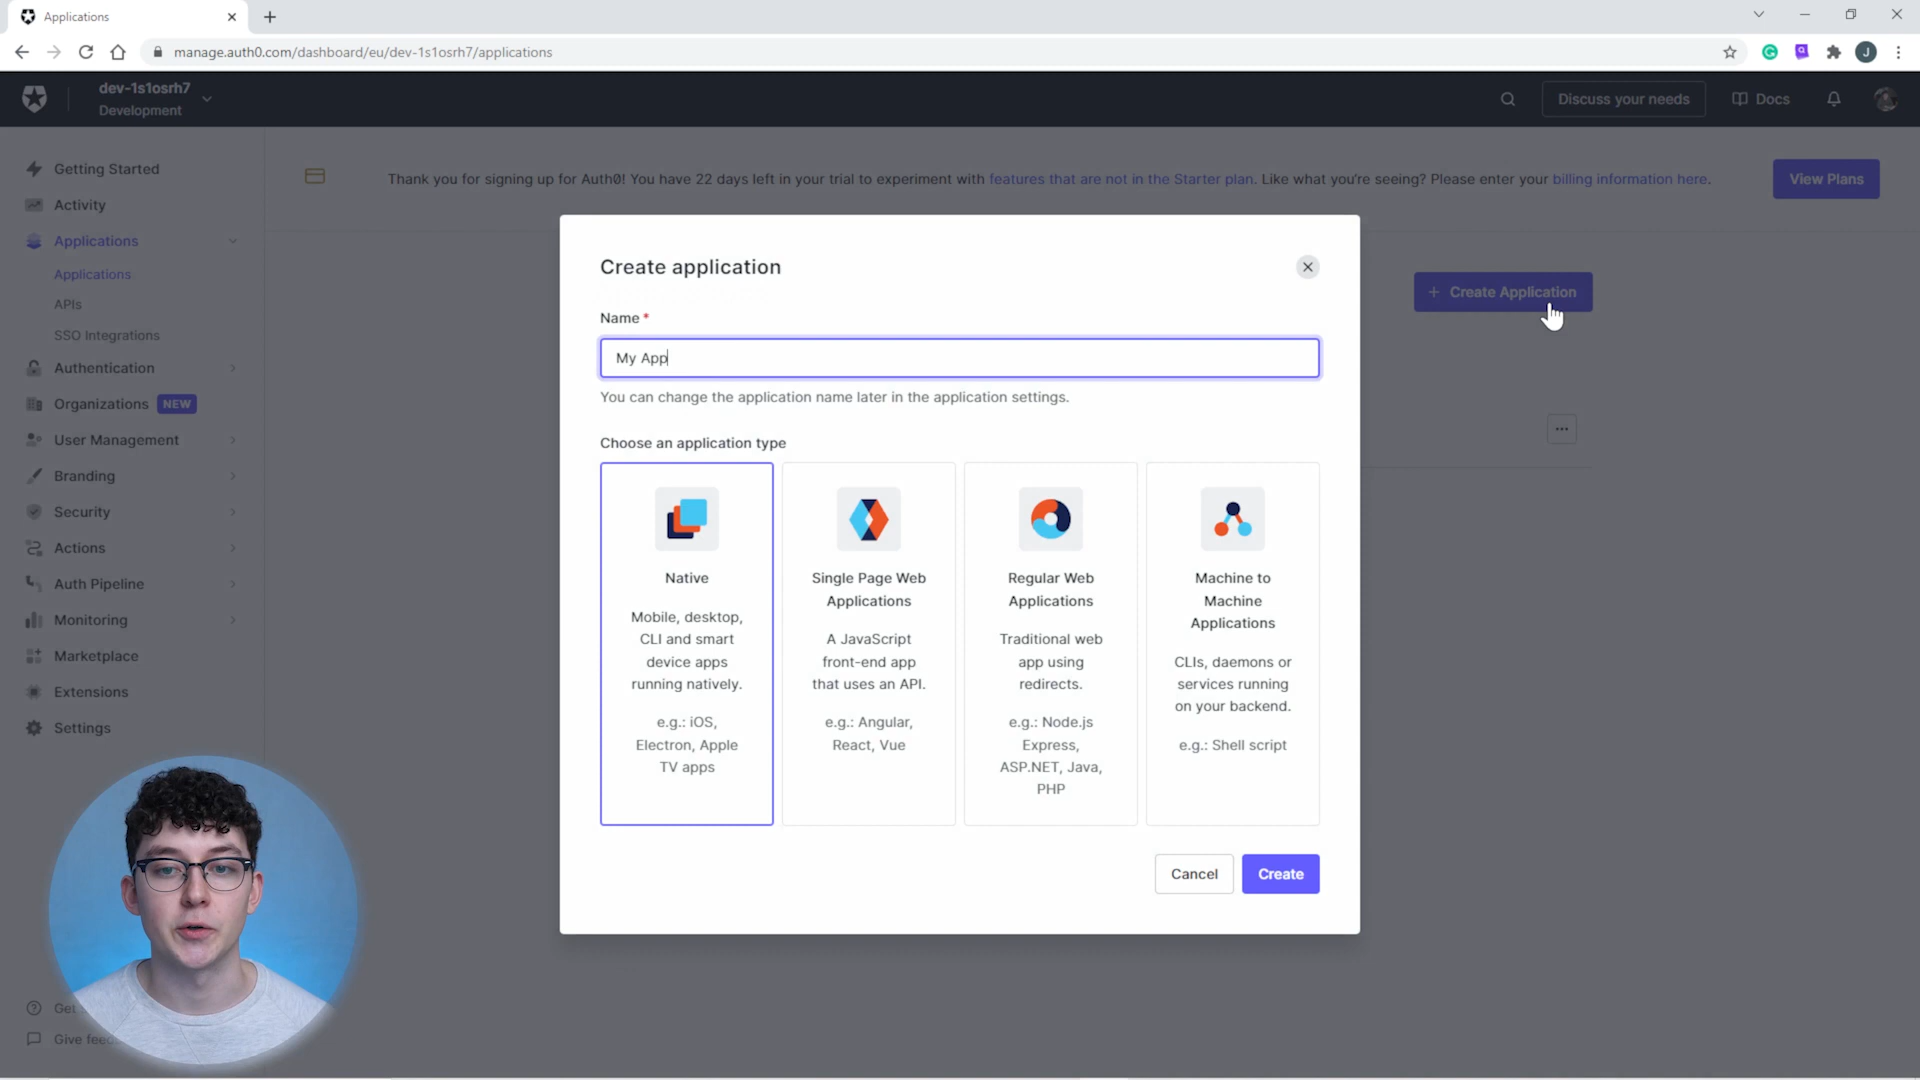 Applications
manage.auth0.com/dashboard/eu/dev-1s1osrh7/applications
J
dev-1s1osrh7
Development
Discuss your needs
Docs
Getting Started
Activity
Applications
Applications
APIs
SSO Integrations
Authentication
Organizations NEW
User Management
Branding
Security
Actions
Auth Pipeline
Monitoring
Marketplace
Extensions
Settings
Give
Thank you for signing up for Auth0! You have 22 days left in your trial to experiment with features that are not in the Starter plan. Like what you're seeing? Please enter your billing information here.
View Plans
+ Create Application
Create application
Name *
My App
You can change the application name later in the application settings.
Choose an application type
Native
Mobile, desktop,
CLI and smart
device apps
running natively.
e.g.: iOS,
Electron, Apple
TV apps
Single Page Web
Applications
A JavaScript
front-end app
that uses an API.
e.g.: Angular,
React, Vue
Regular Web
Applications
Traditional web
app using
redirects.
e.g.: Node.js
Express,
ASP.NET, Java,
PHP
Machine to
Machine
Applications
CLIs, daemons or
services running
on your backend.
e.g.: Shell script
Cancel
Create